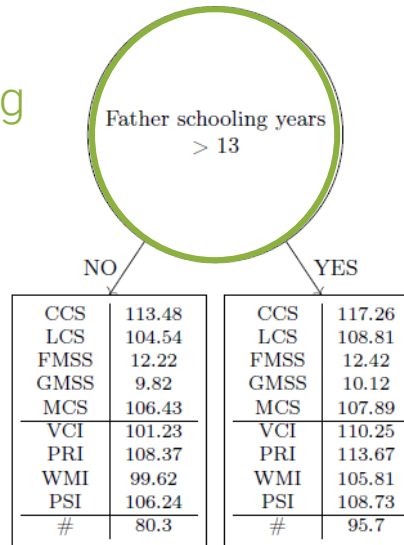 g
Father schooling years
> 13
NO
YES
CCS 113.48
LCS 104.54
FMSS 12.22
GMSS 9.82
MCS 106.43
VCI 101.23
PRI 108.37
WMI 99.62
PSI 106.24
# 80.3
CCS 117.26
LCS 108.81
FMSS 12.42
GMSS 10.12
MCS 107.89
VCI 110.25
PRI 113.67
WMI 105.81
PSI 108.73
# 95.7